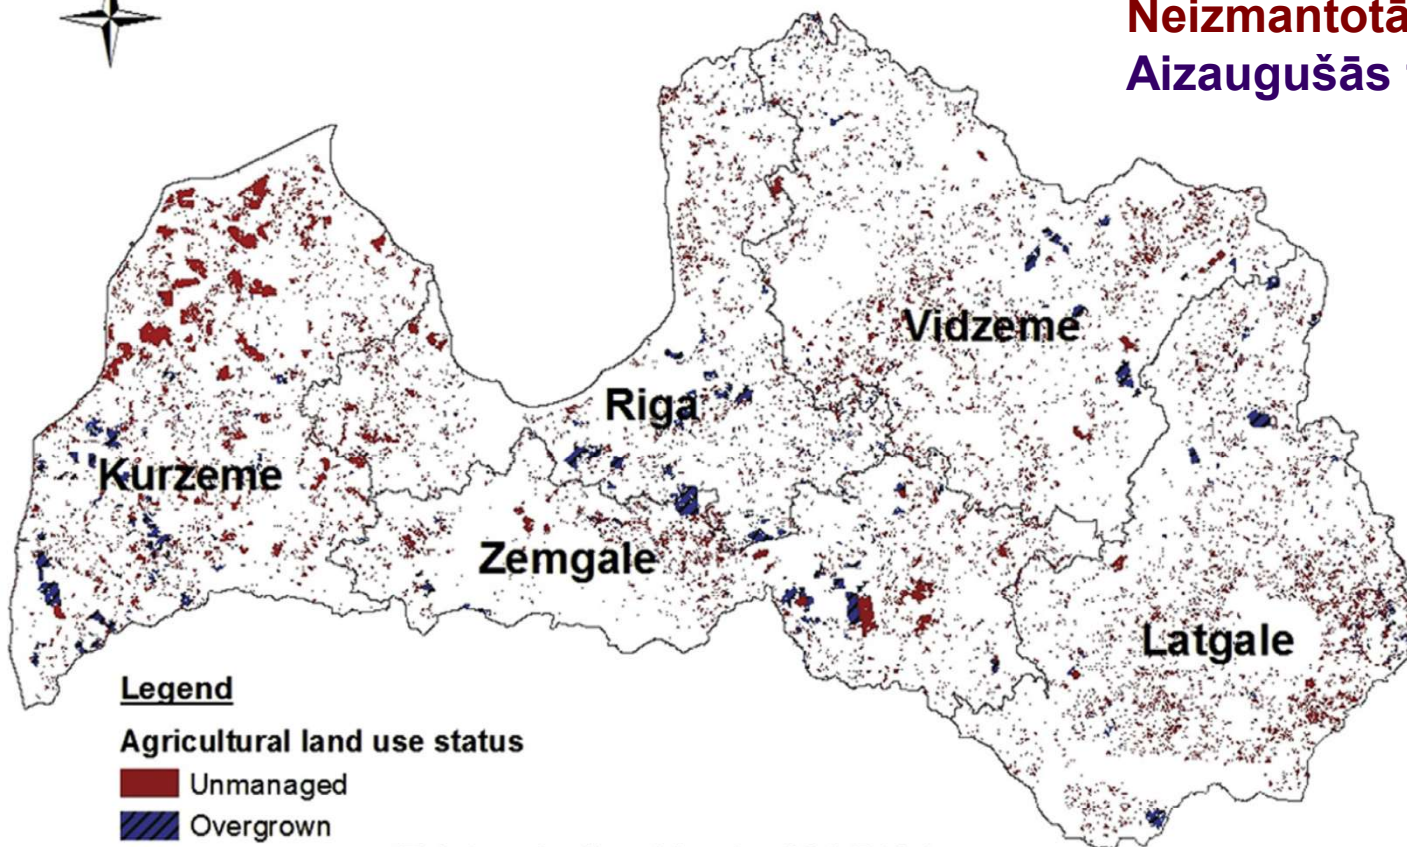 Neizmantotā
Aizaugušās
Vidzeme
Riga
Kurzeme
Zemgale
Latgale
Legend
Agricultural land use status
Unmanaged
Overgrown